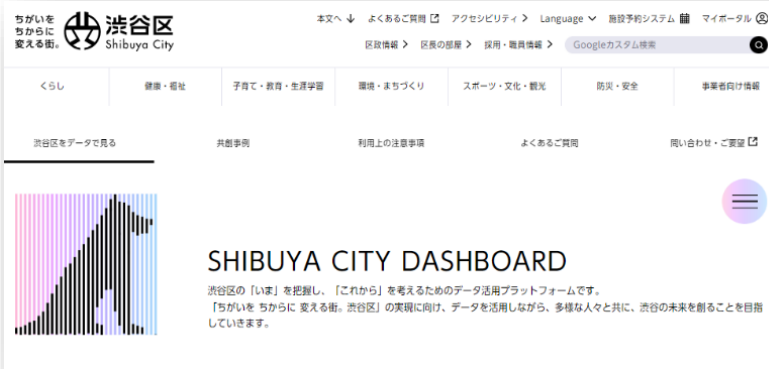 ちがいを
ちからに
変える街。
渋谷区
Shibuya City
本文へ よくあるご質問 アクセシビリティ Language 施設予約システム マイポータル
区政情報 区長の部屋 採用・職員情報 Googleカスタム検索
くらし 健康・福祉 子育て・教育・生涯学習 環境・まちづくり スポーツ・文化・観光 防災・安全 事業者向け情報
渋谷区をデータで見る 共創事例 利用上の注意事項 よくあるご質問 問い合わせ・ご要望
SHIBUYA CITY DASHBOARD
渋谷区の「いま」を把握し、「これから」を考えるためのデータ活用プラットフォームです。
「ちがいを ちからに 変える街。渋谷区」の実現に向け、データを活用しながら、多様な人々と共に、渋谷の未来を創ることを目指
していきます。